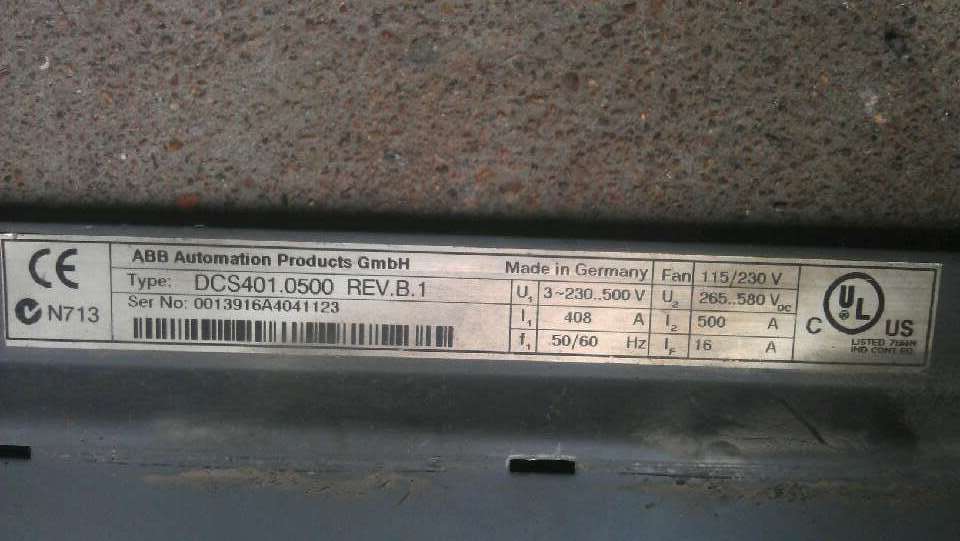 CE
N713
ABB Automation Products GmbH
Type: DCS401.0500 REV.B.1
Ser No: 0013916A4041123
Made in Germany Fan 115/230 V
U1 3~230..500 V U2 265..580 VDC
I1 408 A I2 500 A
f1 50/60 Hz IF 16 A
C UL ® US
LISTED
IND CONT EQ